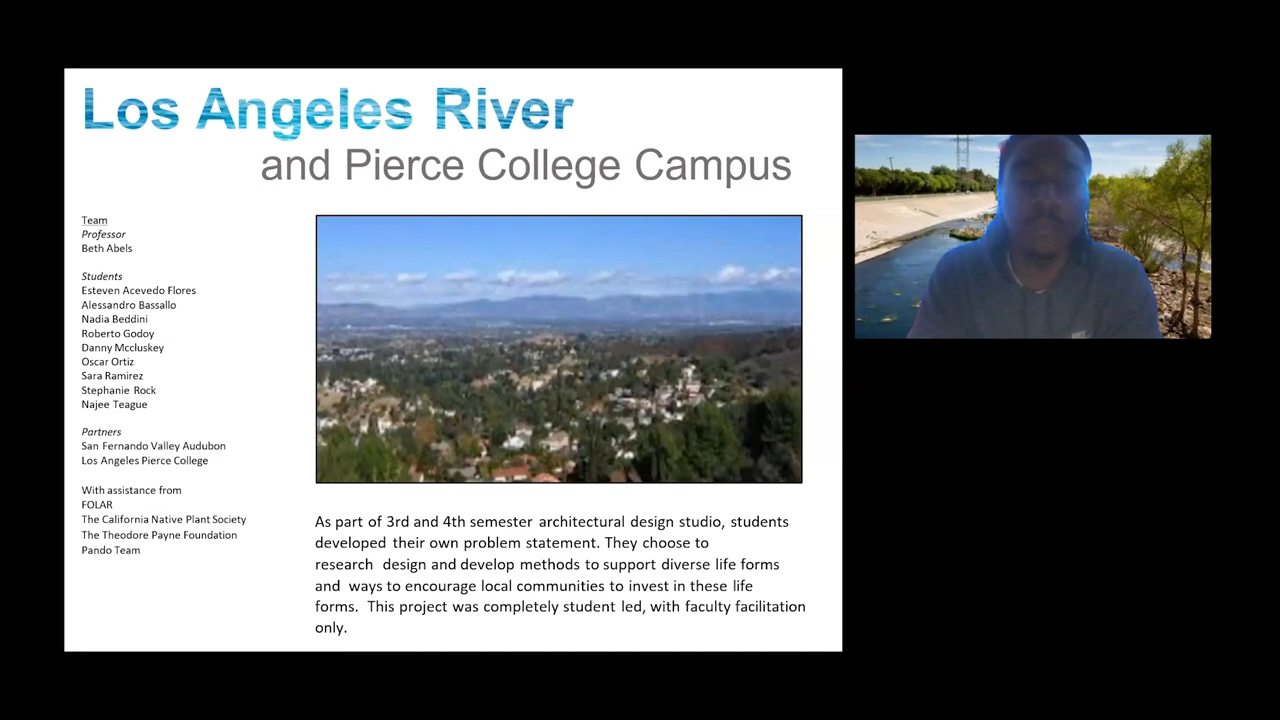 Los Angeles River
and Pierce College Campus
Team
Professor
Beth Abels
Students
Esteven Acevedo Flores
Alessandro Bassallo
Nadia Beddini
Roberto Godoy
Danny Mccluskey
Oscar Ortiz
Sara Ramirez
Stephanie Rock
Najee Teague
Partners
San Fernando Valley Audubon
Los Angeles Pierce College
With assistance from
FOLAR
The California Native Plant Society
The Theodore Payne Foundation
Pando Team
As part of 3rd and 4th semester architectural design studio, students
developed their own problem statement. They choose to
research design and develop methods to support diverse life forms
and ways to encourage local communities to invest in these life
forms. This project was completely student led, with faculty facilitation
only.